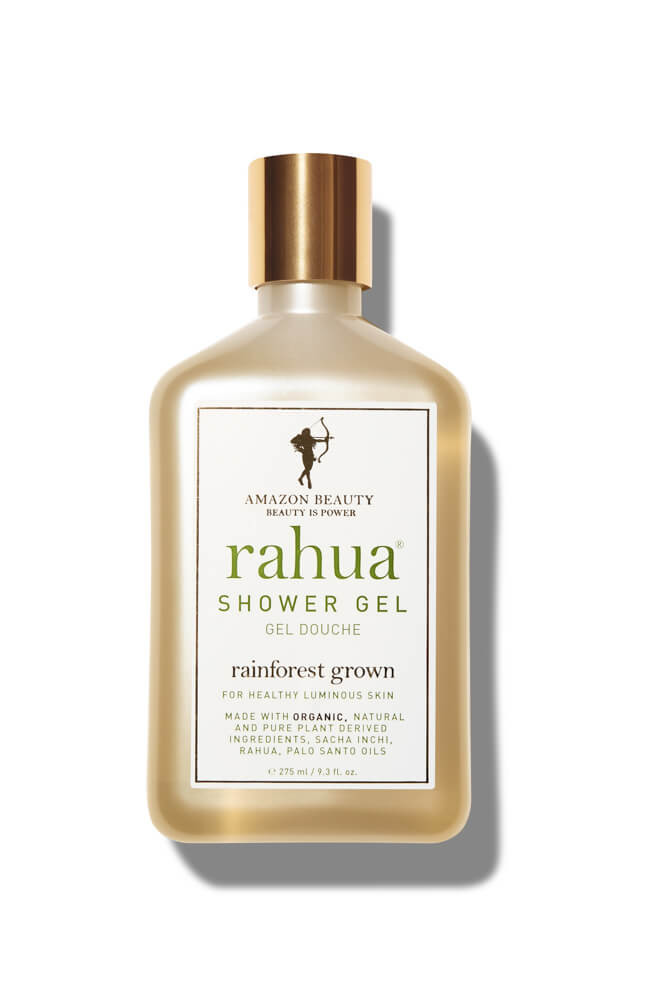 AMAZON BEAUTY
BEAUTY IS POWER
rahua®
SHOWER GEL
GEL DOUCHE
rainforest grown
FOR HEALTHY LUMINOUS SKIN
MADE WITH ORGANIC, NATURAL
AND PURE PLANT DERIVED
INGREDIENTS, SACHA INCHI,
RAHUA, PALO SANTO OILS
℮ 275 ml / 9,3 fl. oz.